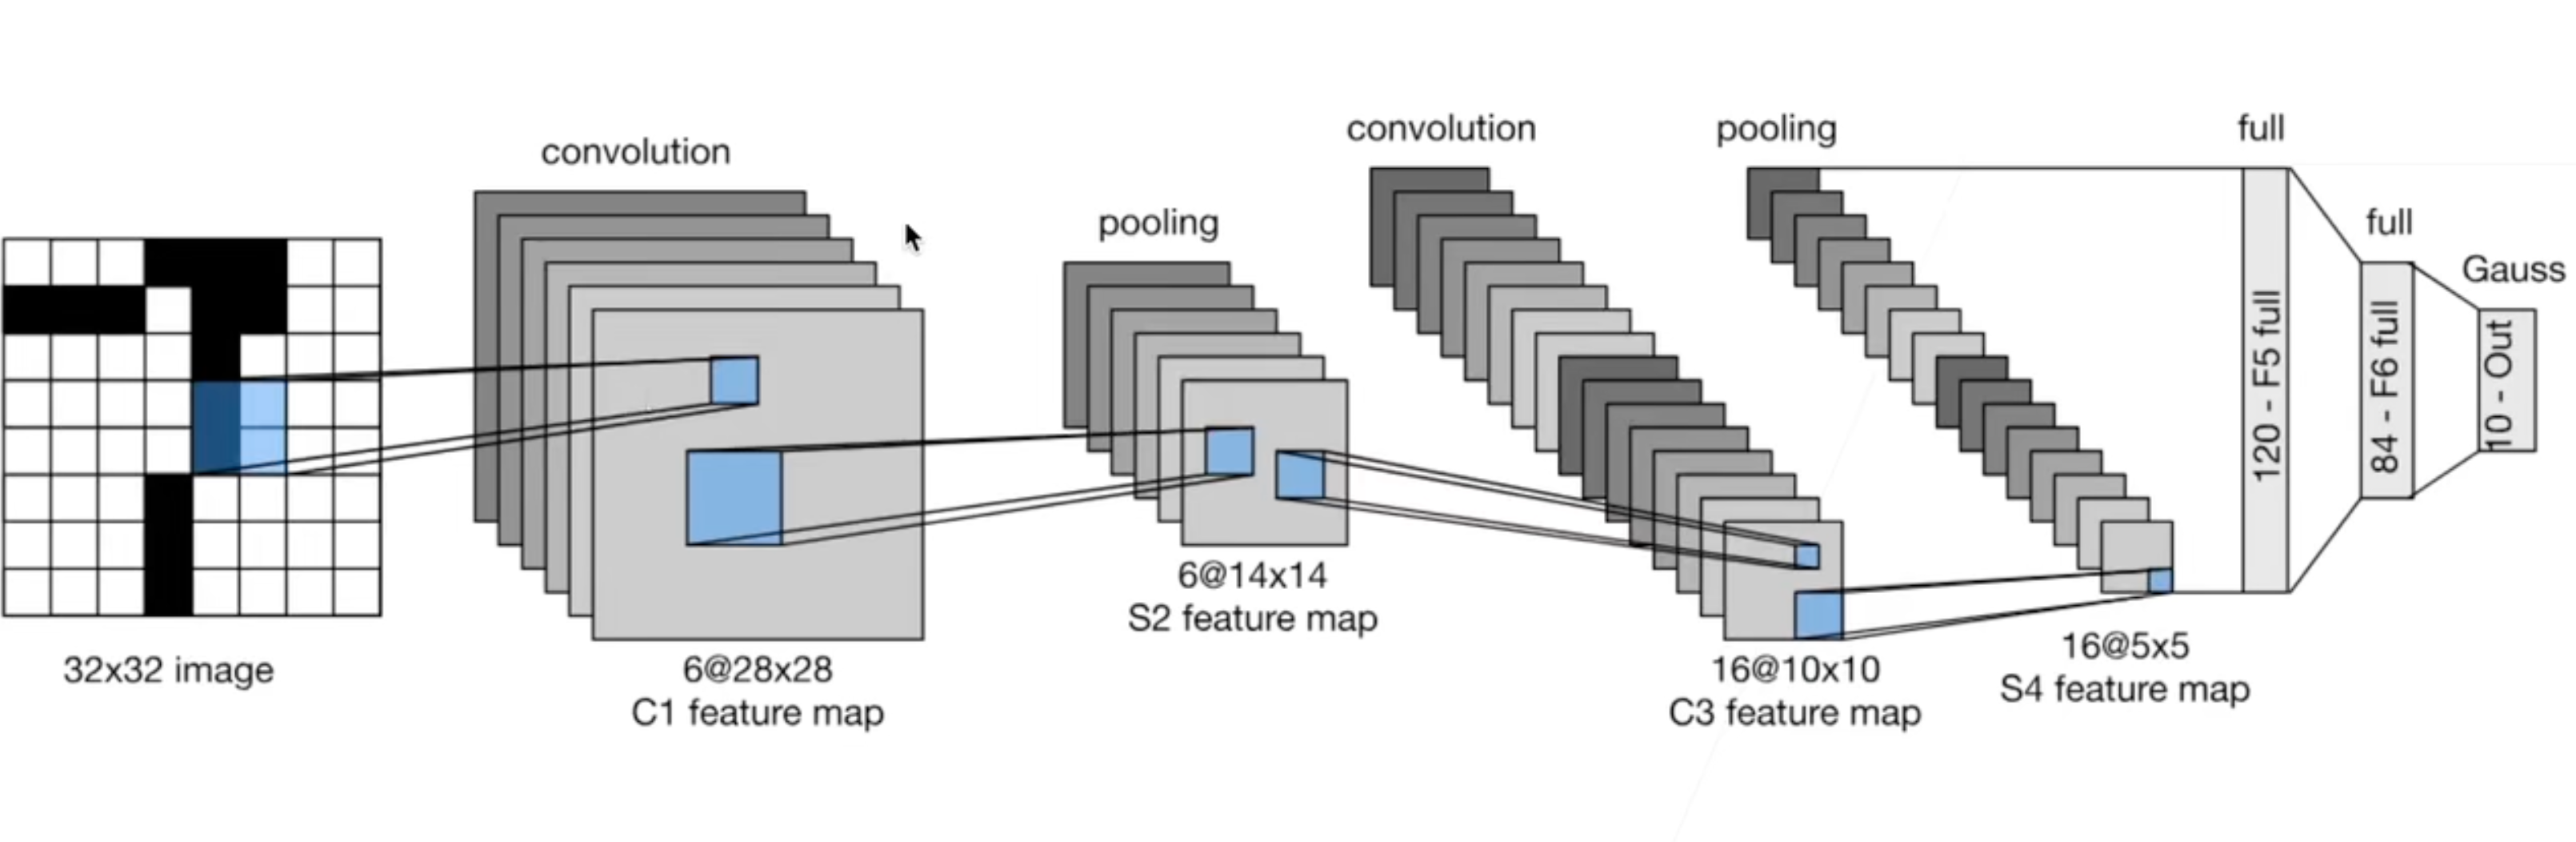 convolution
pooling
convolution
pooling
full
full
Gauss
32x32 image
6@28x28
C1 feature map
6@14x14
S2 feature map
16@10x10
C3 feature map
16@5x5
S4 feature map
120 - F5 full
84 - F6 full
10 - Out